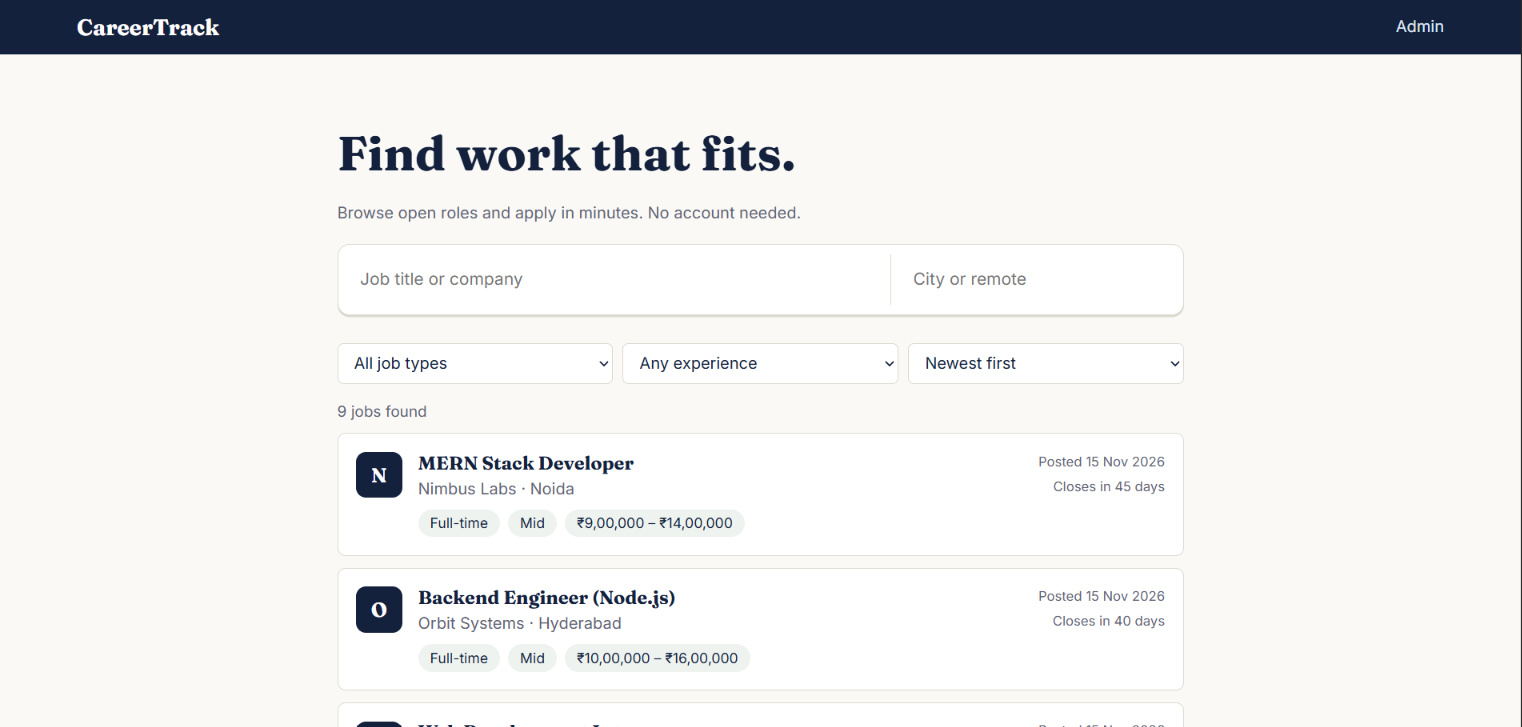 CareerTrack
Admin
Find work that fits.
Browse open roles and apply in minutes. No account needed.
Job title or company
City or remote
All job types
Any experience
Newest first
9 jobs found
N
MERN Stack Developer
Posted 15 Nov 2026
Nimbus Labs · Noida
Closes in 45 days
Full-time
Mid
₹9,00,000 – ₹14,00,000
O
Backend Engineer (Node.js)
Posted 15 Nov 2026
Orbit Systems · Hyderabad
Closes in 40 days
Full-time
Mid
₹10,00,000 – ₹16,00,000